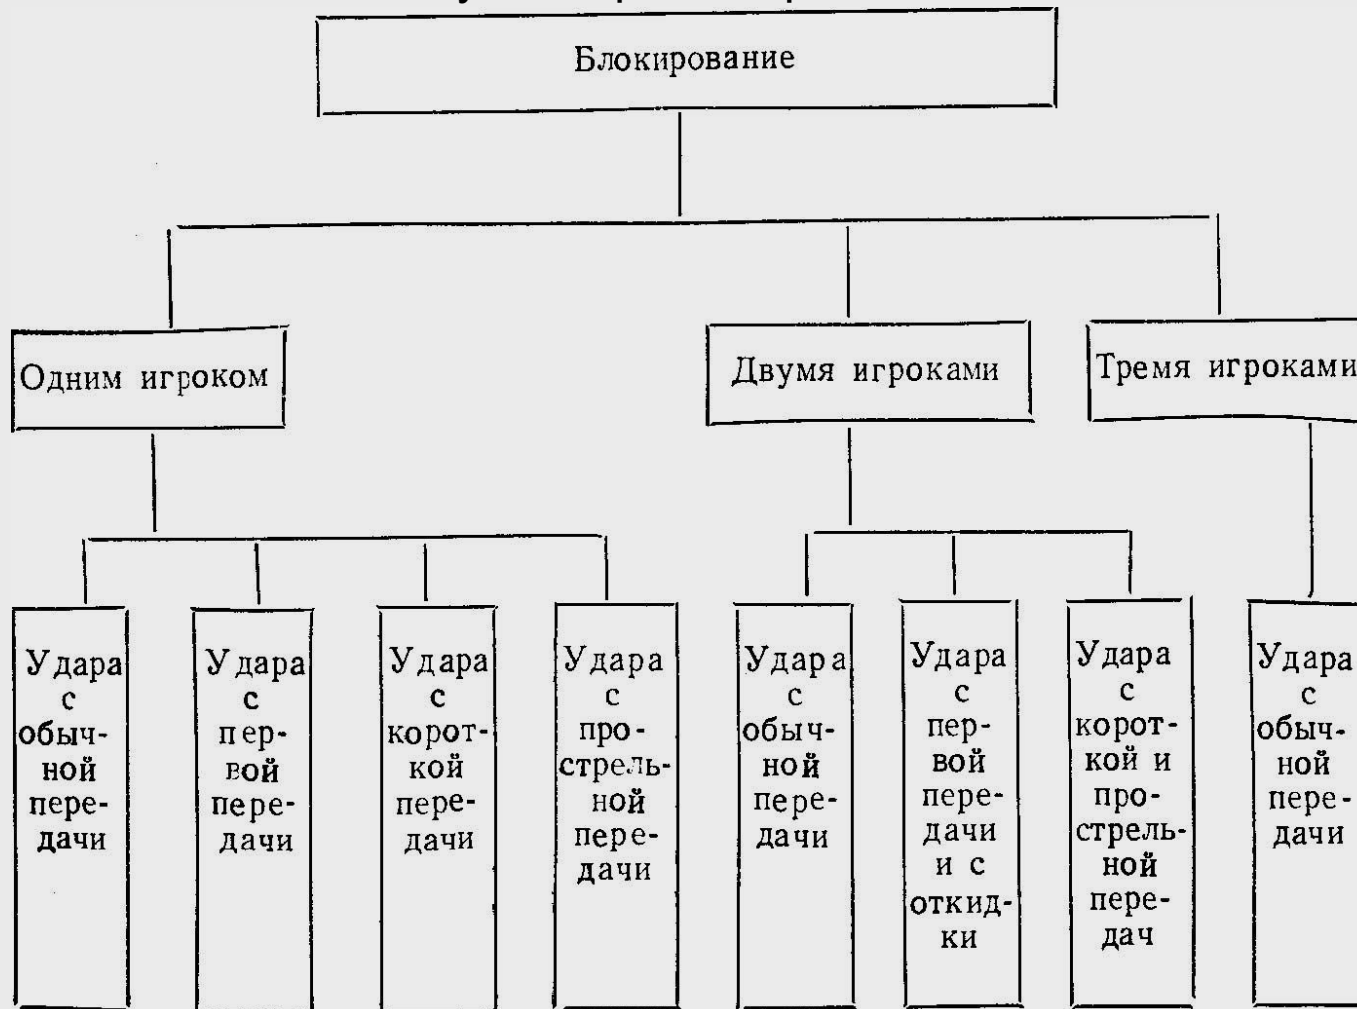 Блокирование
Одним игроком
Двумя игроками
Тремя игроками
Удара
с
обыч-
ной
пере-
дачи
Удара
с
пер-
вой
пере-
дачи
Удара
с
корот-
кой
пере-
дачи
Удара
с
про-
стрель-
ной
пере-
дачи
Удара
с
обыч-
ной
пере-
дачи
Удара
с
пер-
вой
пере-
дачи
и с
откид-
ки
Удара
с
корот-
кой и
про-
стрель-
ной
пере-
дач
Удара
с
обыч-
ной
пере-
дачи